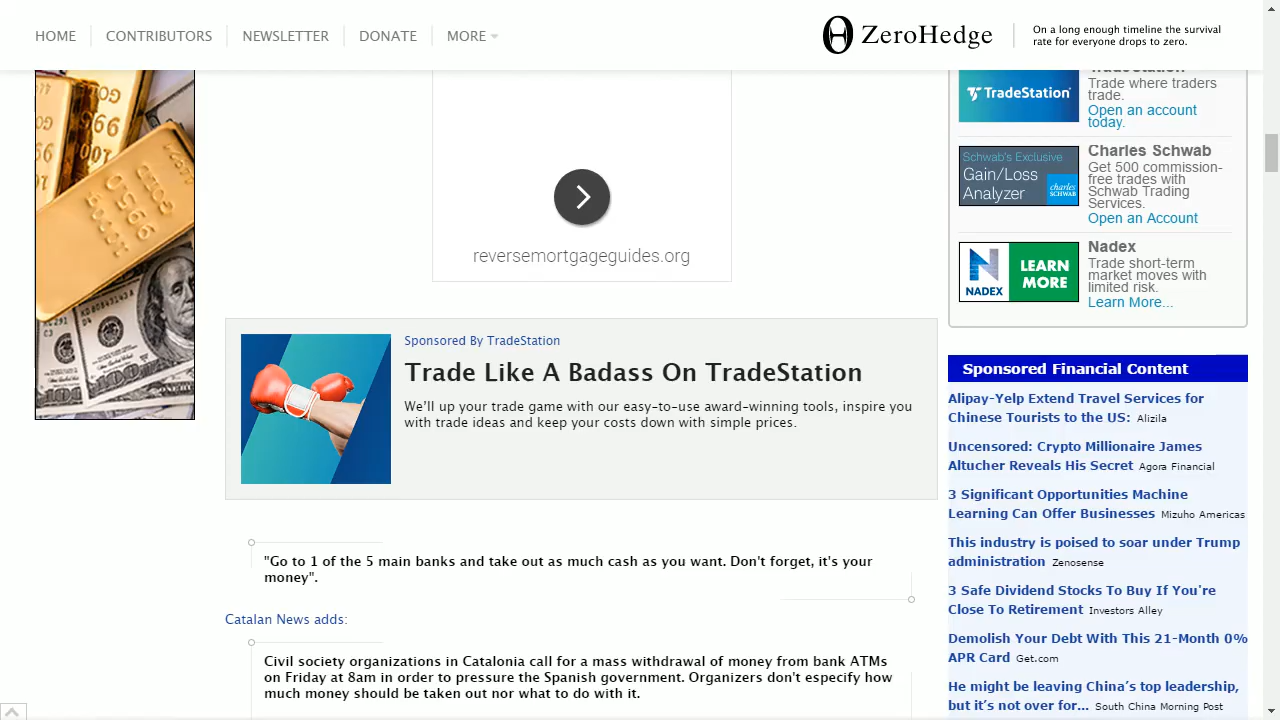 HOME
CONTRIBUTORS
NEWSLETTER
DONATE
MORE
ZeroHedge
On a long enough timeline the survival
rate for everyone drops to zero.
reversemortgageguides.org
Sponsored By TradeStation
Trade Like A Badass On TradeStation
We'll up your trade game with our easy-to-use award-winning tools, inspire you
with trade ideas and keep your costs down with simple prices.
"Go to 1 of the 5 main banks and take out as much cash as you want. Don't forget, it's your
money".
Catalan News adds:
Civil society organizations in Catalonia call for a mass withdrawal of money from bank ATMs
on Friday at 8am in order to pressure the Spanish government. Organizers don't especify how
much money should be taken out nor what to do with it.
TradeStation
TradeStation
Trade where traders
trade.
Open an account
today.
Schwab's Exclusive
Gain/Loss
Analyzer
charles
SCHWAB
Charles Schwab
Get 500 commission-
free trades with
Schwab Trading
Services.
Open an Account
NADEX
LEARN
MORE
Nadex
Trade short-term
market moves with
limited risk.
Learn More...
Sponsored Financial Content
Alipay-Yelp Extend Travel Services for
Chinese Tourists to the US: Alizila
Uncensored: Crypto Millionaire James
Altucher Reveals His Secret Agora Financial
3 Significant Opportunities Machine
Learning Can Offer Businesses Mizuho Americas
This industry is poised to soar under Trump
administration Zenosense
3 Safe Dividend Stocks To Buy If You're
Close To Retirement Investors Alley
Demolish Your Debt With This 21-Month 0%
APR Card Get.com
He might be leaving China's top leadership,
but it's not over for... South China Morning Post